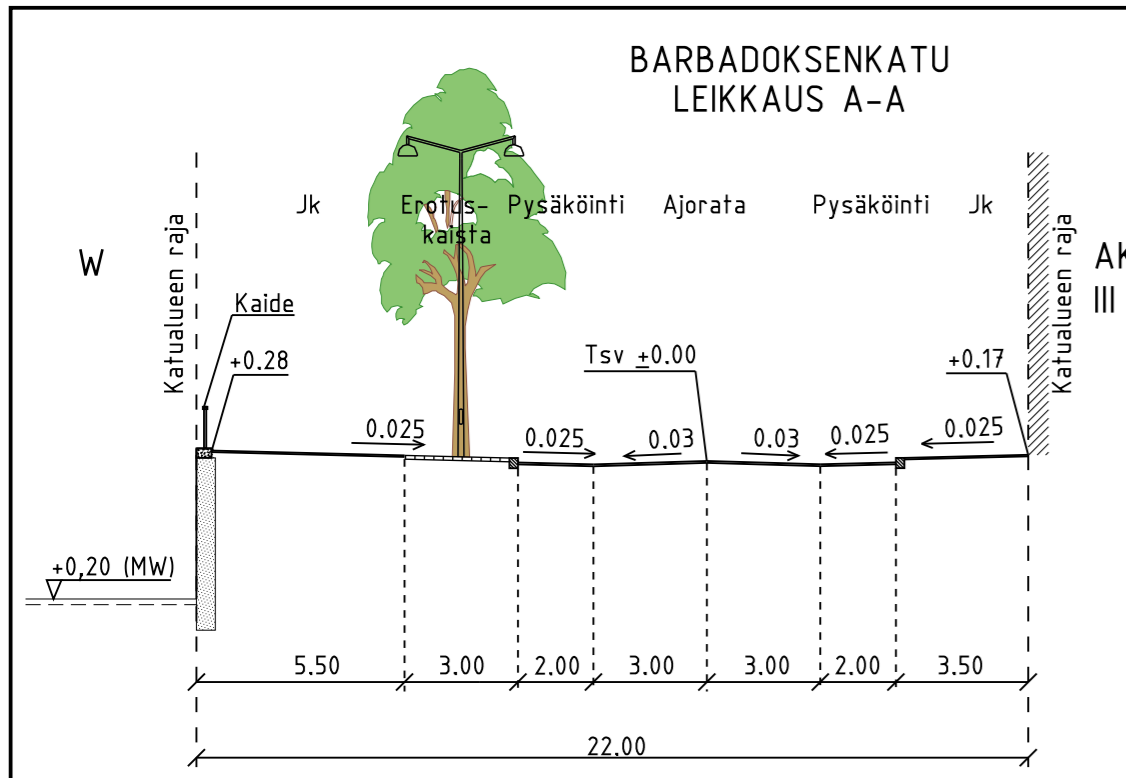 BARBADOKSENKATU
LEIKKAUS A-A
Jk
Erotus-
kaista
Pysäköinti
Ajorata
Pysäköinti
Jk
W
Katualueen raja
Katualueen raja
AK
III
Kaide
+0.28
Tsv ±0.00
+0.17
0.025
0.025
0.03
0.03
0.025
0.025
+0,20 (MW)
5.50
3.00
2.00
3.00
3.00
2.00
3.50
22.00